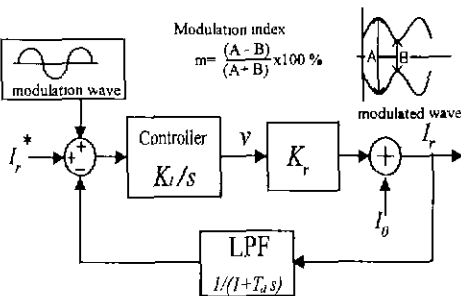 Modulation index
m= (A - B) / (A + B) x100 %
A
B
modulation wave
modulated wave
I_r*
+
+
−
Controller
K_I/s
v
K_r
+
I_r
I_0
LPF
1/(1+T_d s)